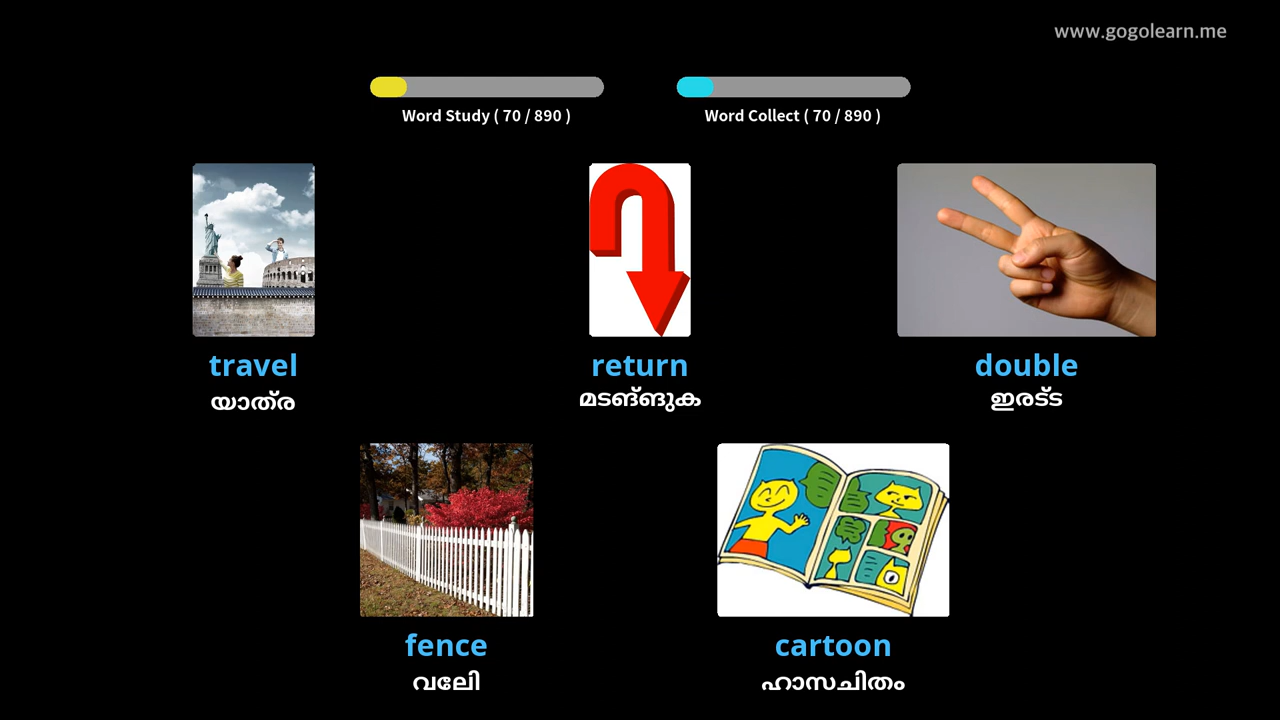 www.gogolearn.me
Word Study ( 70 / 890 )
Word Collect ( 70 / 890 )
travel
യാത്ര
return
മടങ്ങുക
double
ഇരട്ട
fence
വേലി
cartoon
ഹാസചിതം